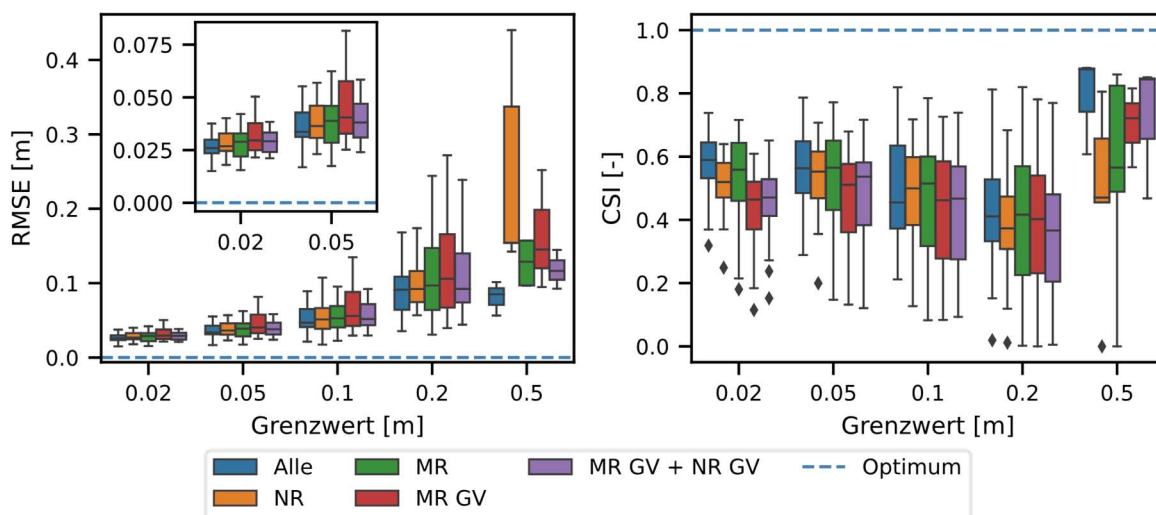 RMSE [m]
0.4
0.3
0.2
0.1
0.0
0.075
0.050
0.025
0.000
0.02 0.05
0.02 0.05 0.1 0.2 0.5
Grenzwert [m]
CSI [-]
1.0
0.8
0.6
0.4
0.2
0.0
0.02 0.05 0.1 0.2 0.5
Grenzwert [m]
Alle MR MR GV + NR GV Optimum
NR MR GV